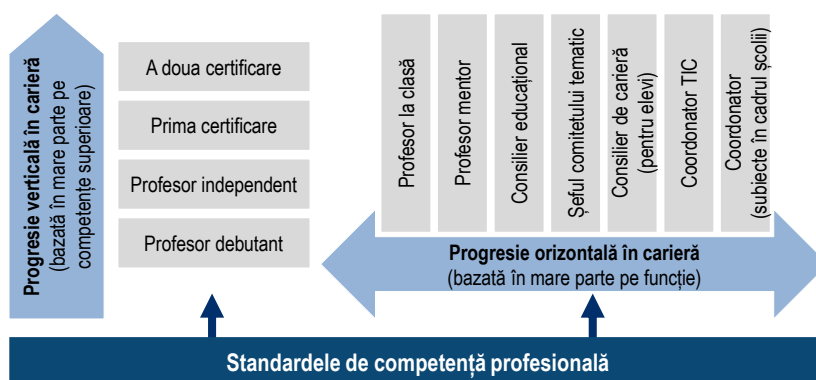 Progresie verticală în carieră
(bazată în mare parte pe
competențe superioare)
A doua certificare
Prima certificare
Profesor independent
Profesor debutant
Profesor la clasă
Profesor mentor
Consilier educațional
Șeful comitetului tematic
Consilier de carieră
(pentru elevi)
Coordonator TIC
Coordonator
(subiecte în cadrul școlii)
Progresie orizontală în carieră
(bazată în mare parte pe funcție)
Standardele de competență profesională